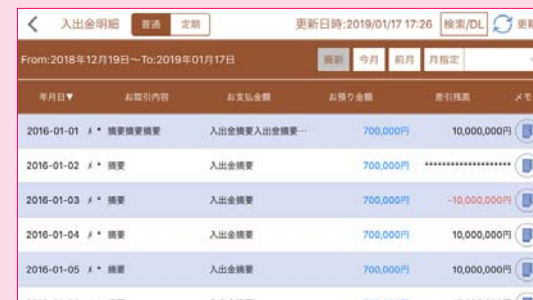 入出金明細 普通 定期 更新日時:2019/01/17 17:26 検索/DL 更新
From:2018年12月19日～To:2019年01月17日 最新 今月 前月 月指定
年月日▼ お取引内容 お支払金額 お預り金額 差引残高 メモ
2016-01-01 メ * 摘要摘要摘要 入出金摘要入出金摘要… 700,000円 10,000,000円
2016-01-02 メ * 摘要 入出金摘要 700,000円 *******************
2016-01-03 メ * 摘要 入出金摘要 700,000円 -10,000,000円
2016-01-04 メ * 摘要 入出金摘要 700,000円 10,000,000円
2016-01-05 メ * 摘要 入出金摘要 700,000円 10,000,000円